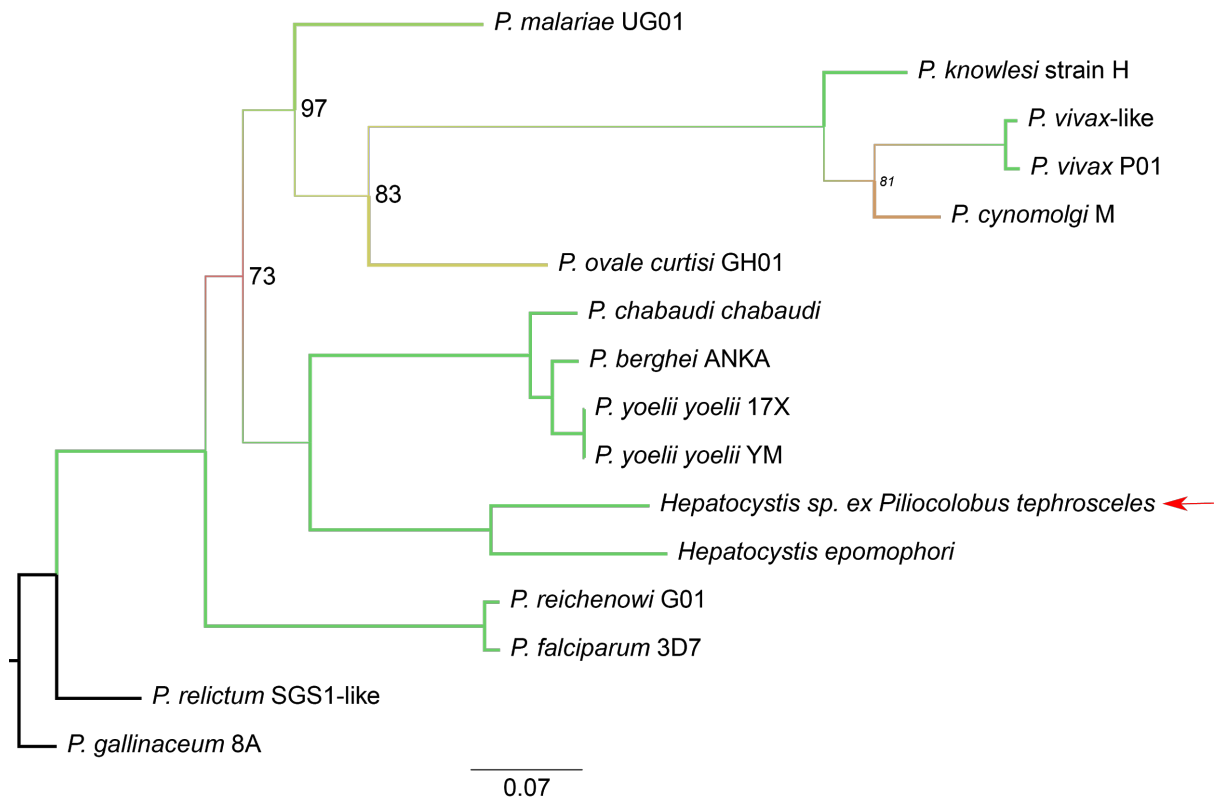 P. malariae UG01
P. knowlesi strain H
97
P. vivax-like
P. vivax P01
81
83
P. cynomolgi M
P. ovale curtisi GH01
73
P. chabaudi chabaudi
P. berghei ANKA
P. yoelii yoelii 17X
P. yoelii yoelii YM
Hepatocystis sp. ex Piliocolobus tephrosceles
Hepatocystis epomophori
P. reichenowi G01
P. falciparum 3D7
P. relictum SGS1-like
P. gallinaceum 8A
0.07